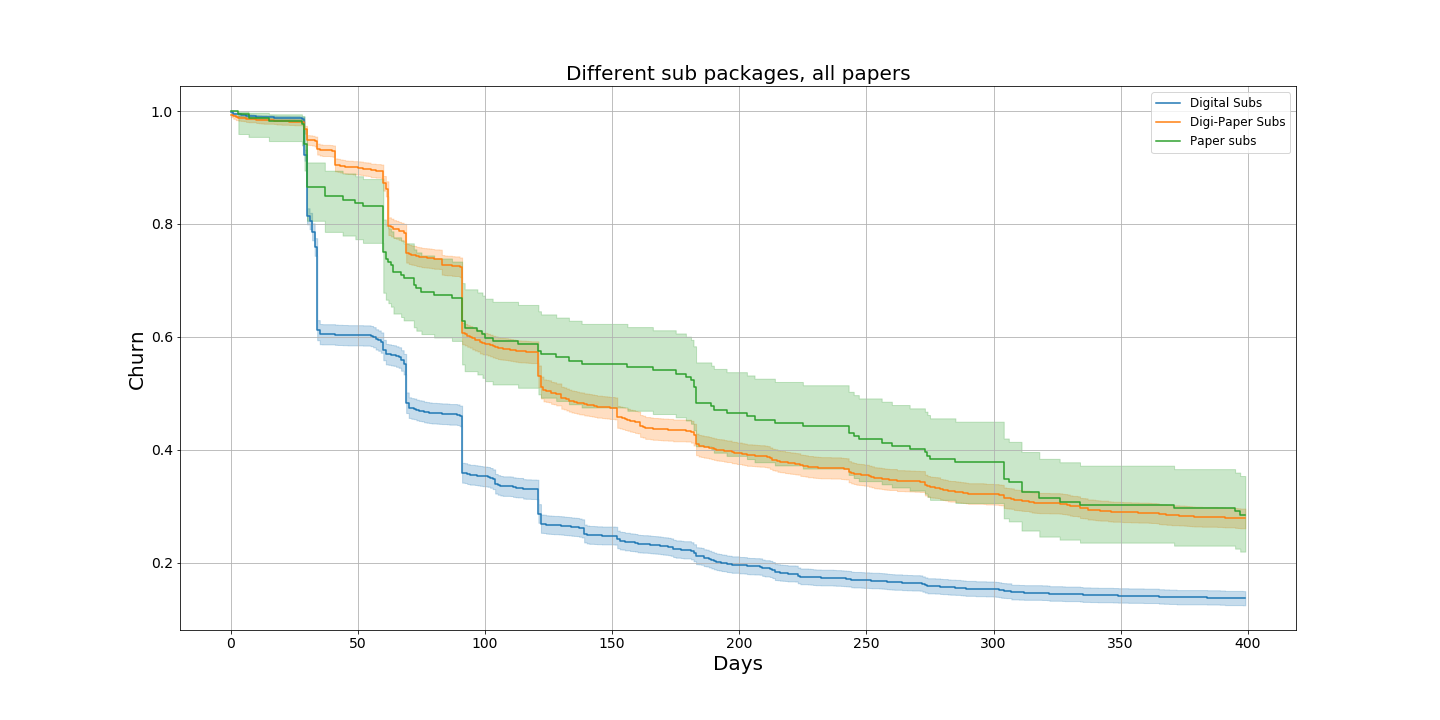 Different sub packages, all papers
Digital Subs
Digi-Paper Subs
Paper subs
Churn
1.0
0.8
0.6
0.4
0.2
0 50 100 150 200 250 300 350 400
Days